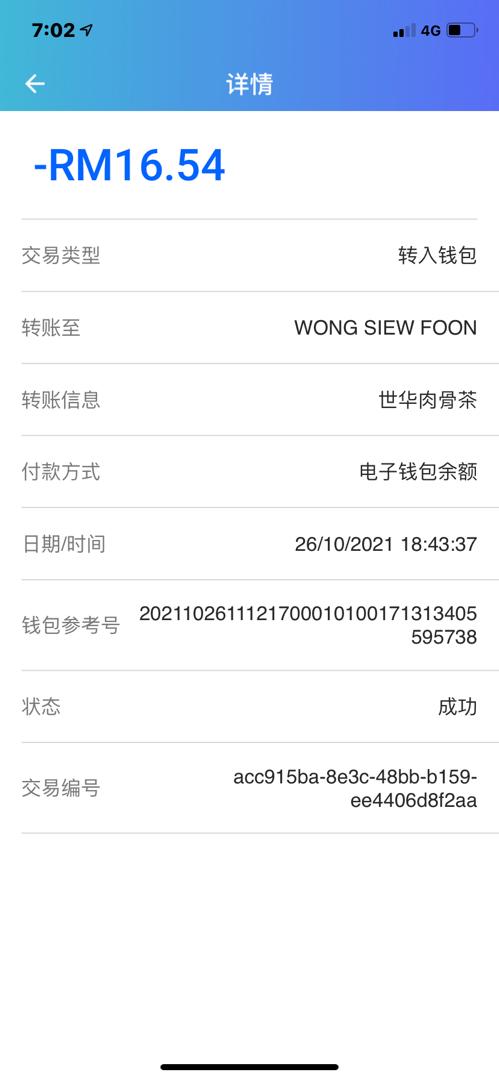 7:02
4G
详情
-RM16.54
交易类型 转入钱包
转账至 WONG SIEW FOON
转账信息 世华肉骨茶
付款方式 电子钱包余额
日期/时间 26/10/2021 18:43:37
钱包参考号 2021102611121700010100171313405
595738
状态 成功
交易编号 acc915ba-8e3c-48bb-b159-
ee4406d8f2aa